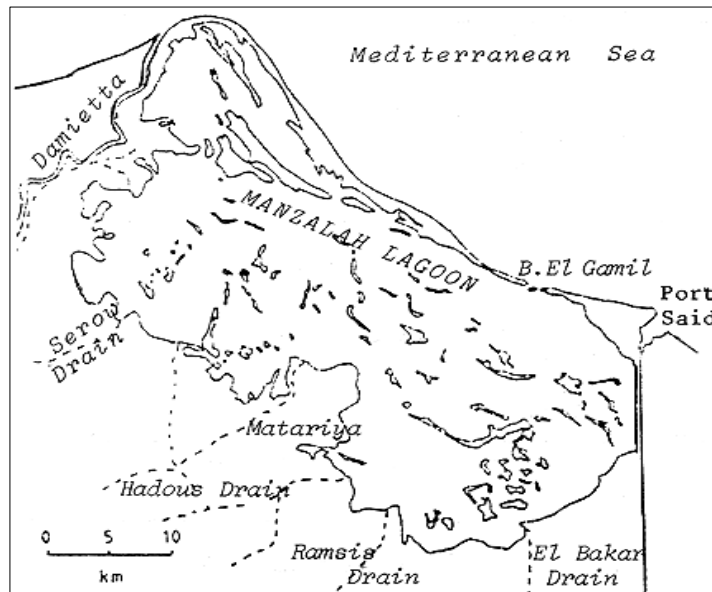 Mediterranean Sea
Damietta
MANZALAH LAGOON
B.El Gamil
Port
Said
Serow
Drain
Matariya
Hadous Drain
0 5 10
km
Ramsis
Drain
El Bakar
Drain